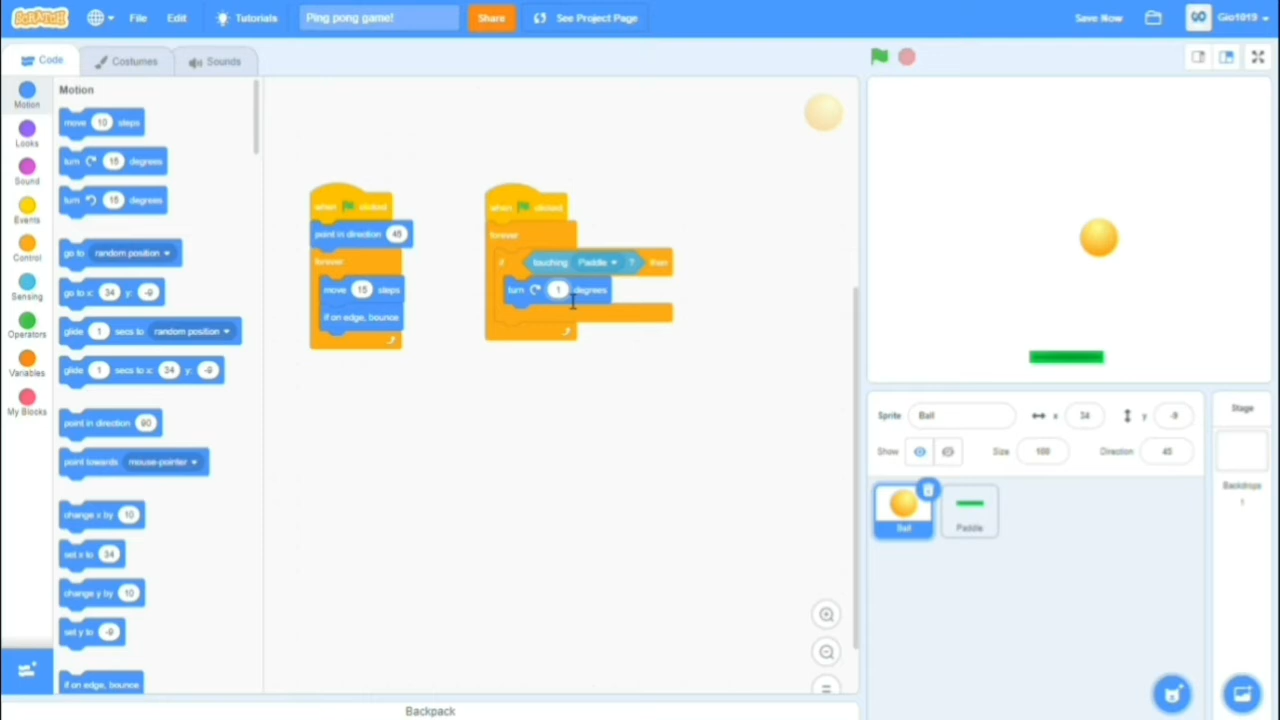 SCRATCH File Edit Tutorials Ping pong game! Share See Project Page Save Now Gio1013
Code Costumes Sounds
Motion
Looks
Sound
Events
Control
Sensing
Operators
Variables
My Blocks
Motion
move 10 steps
turn 15 degrees
turn 15 degrees
go to random position
go to x: 34 y: -9
glide 1 secs to random position
glide 1 secs to x: 34 y: -9
point in direction 90
point towards mouse-pointer
change x by 10
set x to 34
change y by 10
set y to -9
if on edge, bounce
when clicked
point in direction 45
forever
move 15 steps
if on edge, bounce
when clicked
forever
if touching Paddle ? then
turn 1 degrees
Sprite Ball x 34 y -9
Show Size 100 Direction 45
Ball
Paddle
Stage
Backdrops
1
Backpack